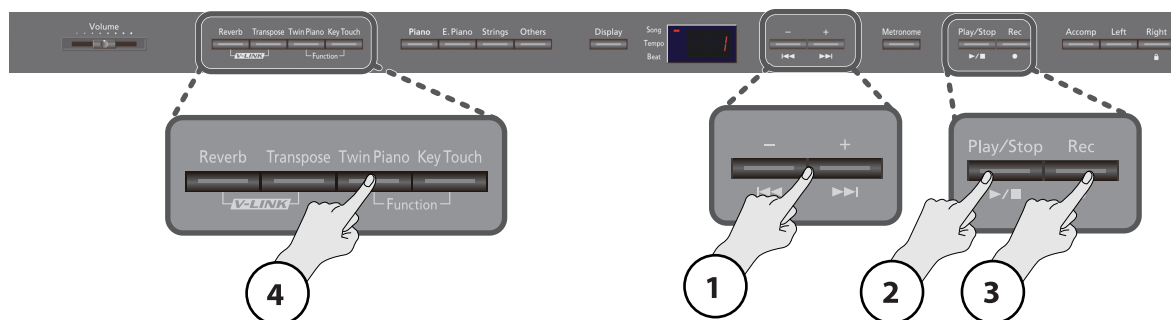 Volume
Reverb Transpose Twin Piano Key Touch
V-LINK Function
Piano E. Piano Strings Others
Display
Song
Tempo
Beat
1
- +
Metronome
Play/Stop Rec
Accomp Left Right
Reverb Transpose Twin Piano Key Touch
V-LINK Function
- +
Play/Stop Rec
4
1
2
3